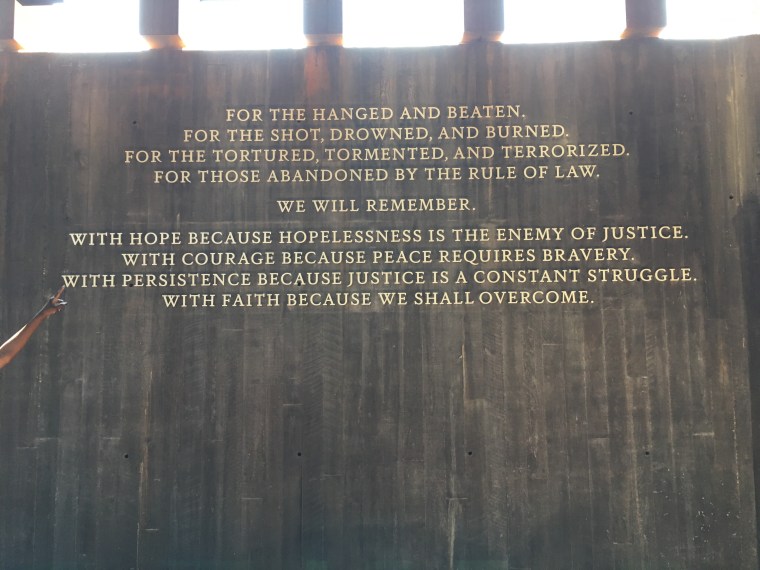 FOR THE HANGED AND BEATEN.
FOR THE SHOT, DROWNED, AND BURNED.
FOR THE TORTURED, TORMENTED, AND TERRORIZED.
FOR THOSE ABANDONED BY THE RULE OF LAW.
WE WILL REMEMBER.
WITH HOPE BECAUSE HOPELESSNESS IS THE ENEMY OF JUSTICE.
WITH COURAGE BECAUSE PEACE REQUIRES BRAVERY.
WITH PERSISTENCE BECAUSE JUSTICE IS A CONSTANT STRUGGLE.
WITH FAITH BECAUSE WE SHALL OVERCOME.